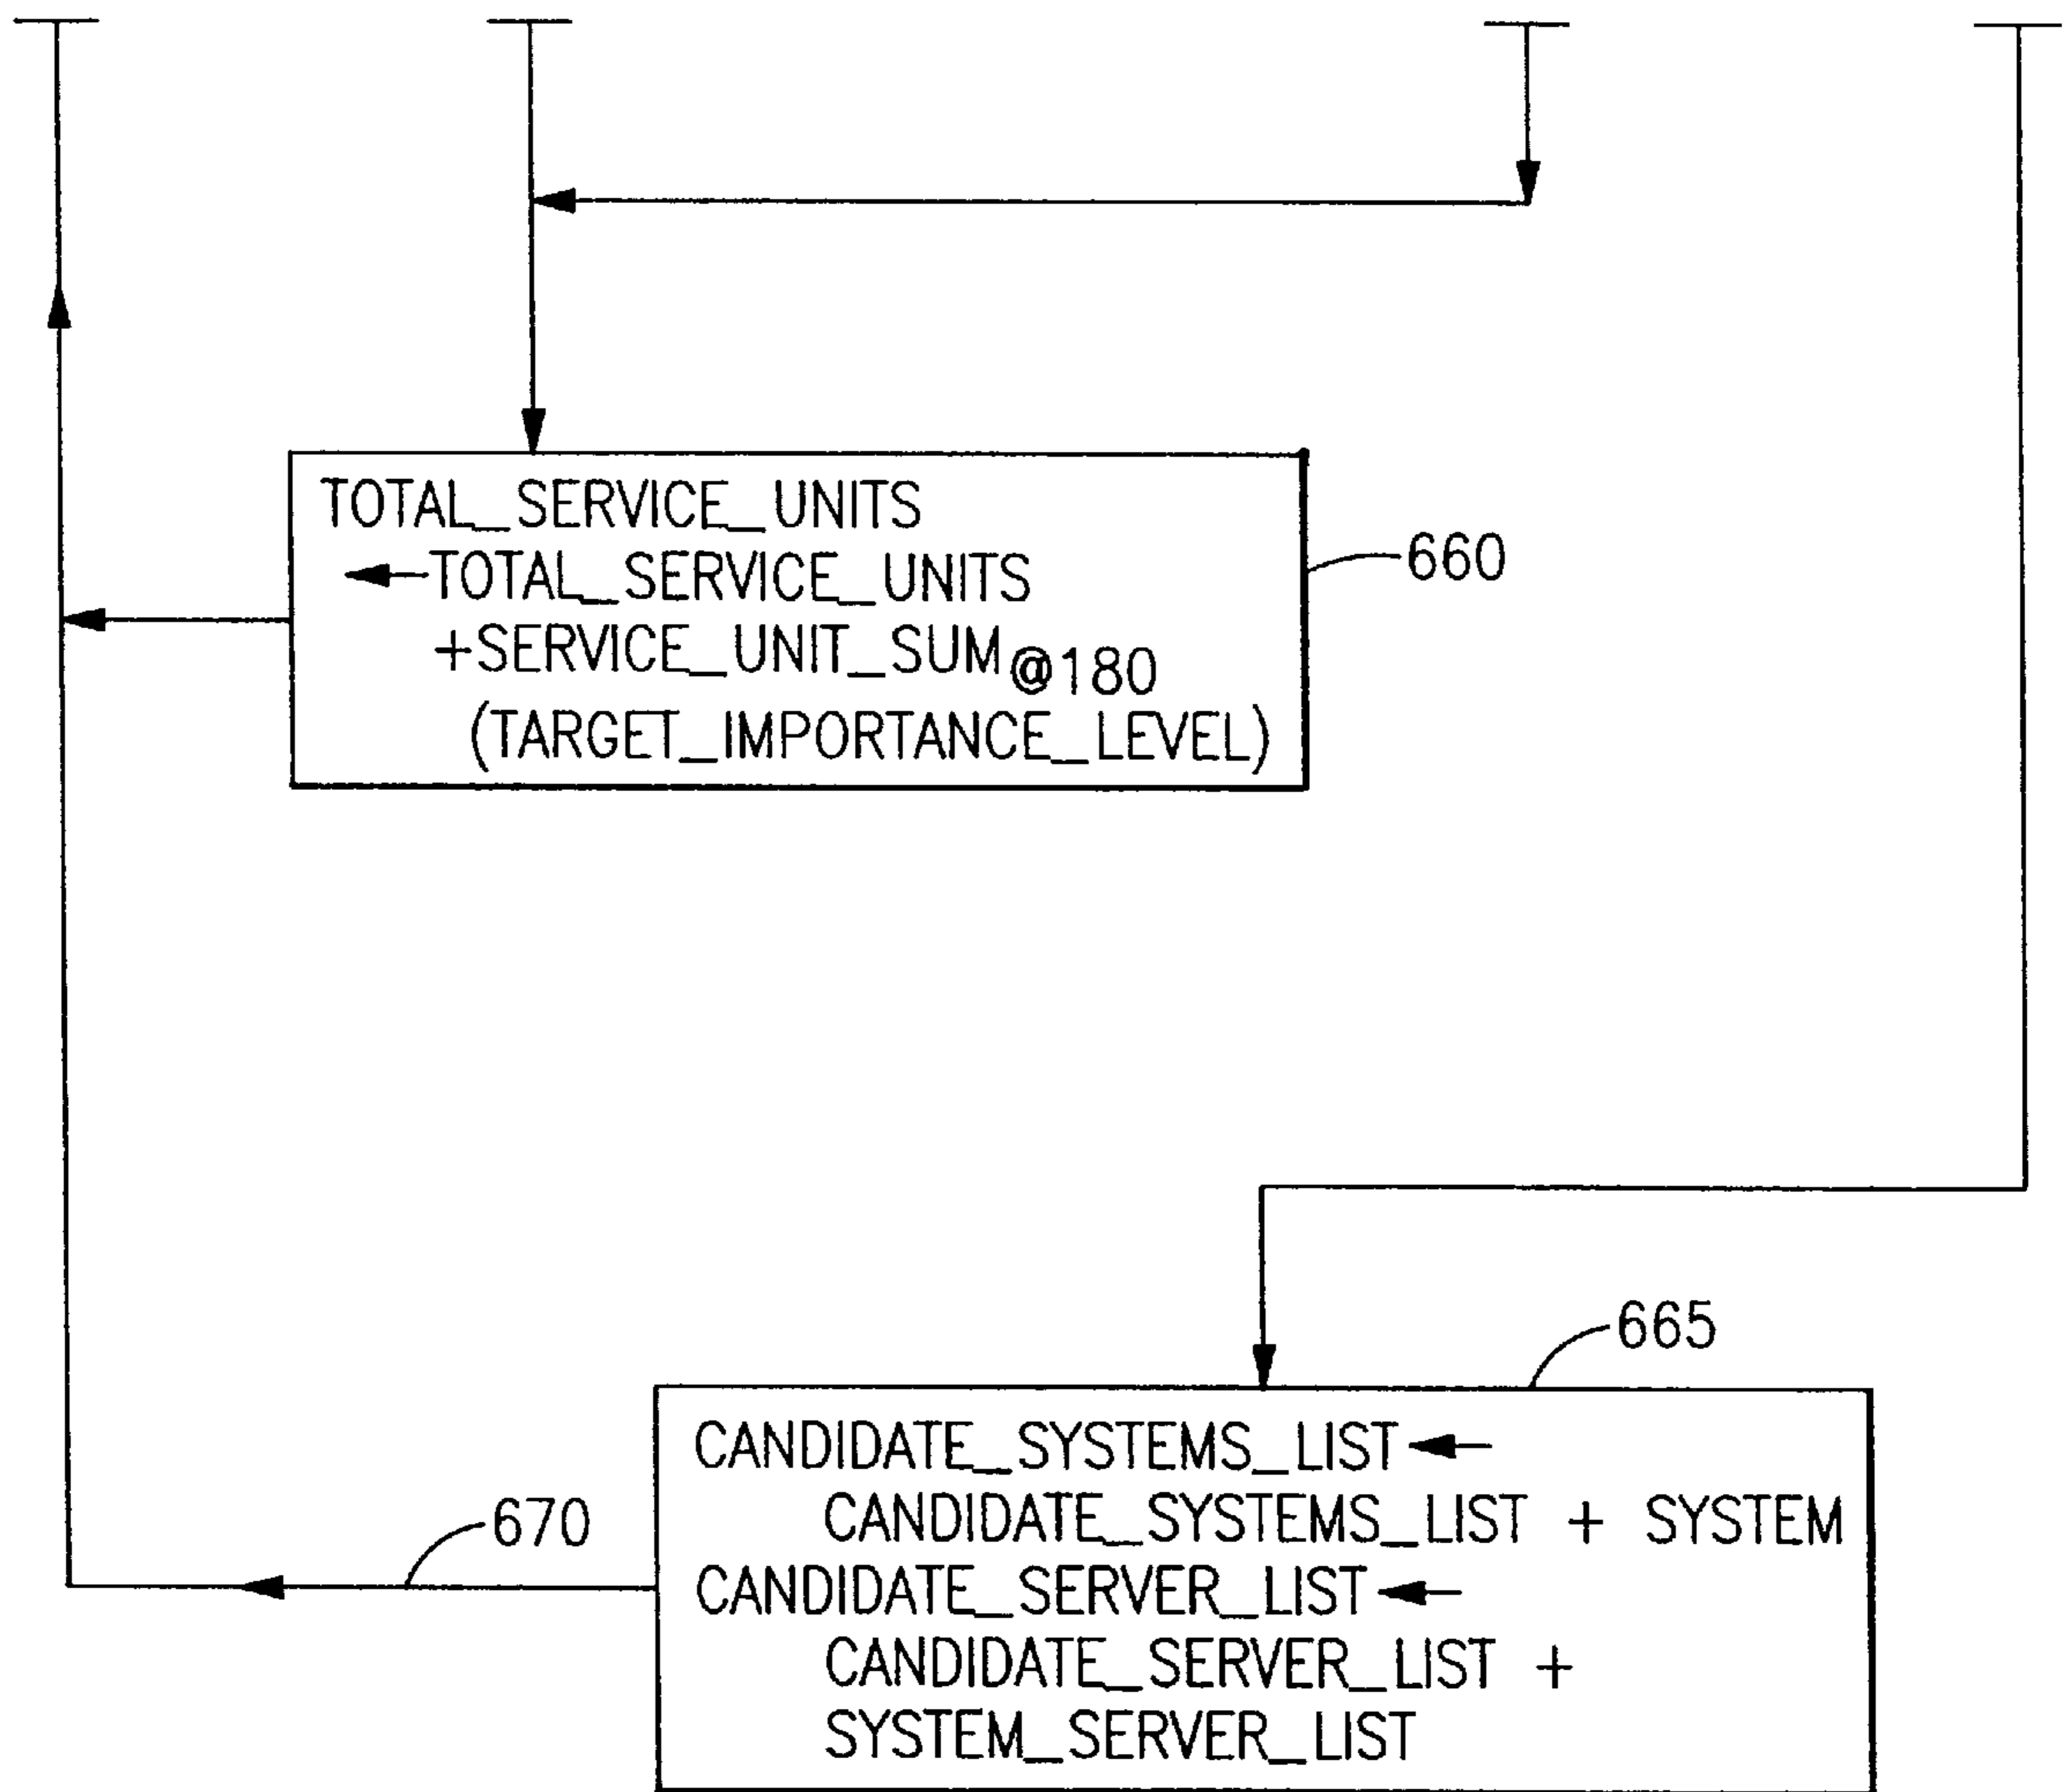 TOTAL_SERVICE_UNITS
←TOTAL_SERVICE_UNITS
+SERVICE_UNIT_SUM@180
(TARGET_IMPORTANCE_LEVEL)
660
665
CANDIDATE_SYSTEMS_LIST←
CANDIDATE_SYSTEMS_LIST + SYSTEM
CANDIDATE_SERVER_LIST←
CANDIDATE_SERVER_LIST +
SYSTEM_SERVER_LIST
670